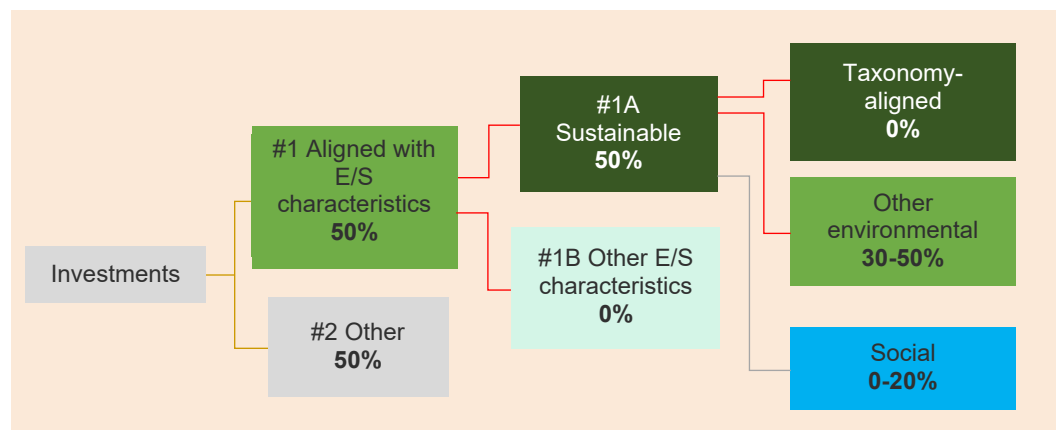 Investments
#1 Aligned with
E/S
characteristics
50%
#2 Other
50%
#1A
Sustainable
50%
#1B Other E/S
characteristics
0%
Taxonomy-
aligned
0%
Other
environmental
30-50%
Social
0-20%